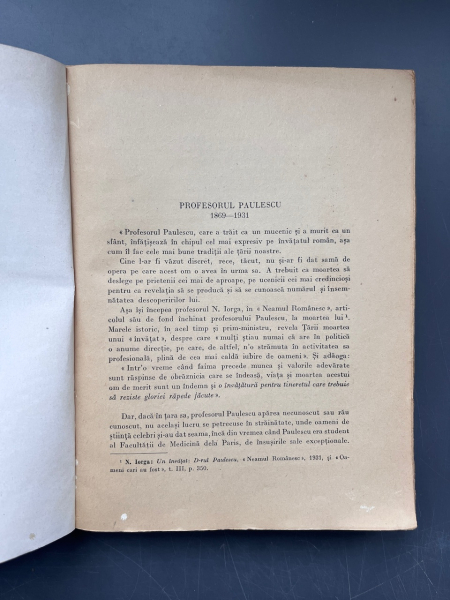 PROFESORUL PAULESCU
1869—1931
« Profesorul Paulescu, care a trăit ca un mucenic și a murit ca un
sfânt, înfățișează în chipul cel mai expresiv pe învățatul român, așa
cum îl fac cele mai bune tradiții ale țării noastre.
Cine l-ar fi văzut discret, rece, tăcut, nu și-ar fi dat samă de
opera pe care acest om o avea în urma sa. A trebuit ca moartea să
deslege pe prietenii cei mai de aproape, pe ucenicii cei mai credincioși
pentru ca revelația să se producă și să se cunoască numărul și însem-
nătatea descoperirilor lui.
Așa își începea profesorul N. Iorga, în « Neamul Românesc », arti-
colul său de fond închinat profesorului Paulescu, la moartea lui¹.
Marele istoric, în acel timp și prim-ministru, revela Țării moartea
unui « învățat », despre care « mulți știau numai că are în politică
o anume direcție, pe care, de altfel, n'a strămutat în activitatea sa
profesională, plină de cea mai caldă iubire de oameni ». Și adăoga:
« Într'o vreme când faima precede munca și valorile adevărate
sunt răspinse de obrăznicia care se îndeasă, viața și moartea acestui
om de merit sunt un îndemn și o învățătură pentru tineretul care trebuie
să reziste gloriei răpede făcute ».
Dar, dacă în țara sa, profesorul Paulescu apărea necunoscut sau rău
cunoscut, nu același lucru se petrecuse în străinătate, unde oameni de
știință celebri și-au dat seama, încă din vremea când Paulescu era student
al Facultății de Medicină dela Paris, de însușirile sale excepționale.
¹ N. Iorga: Un învățat: D-rul Paulescu, « Neamul Românesc », 1931, și « Oa-
meni cari au fost », t. III, p. 350.